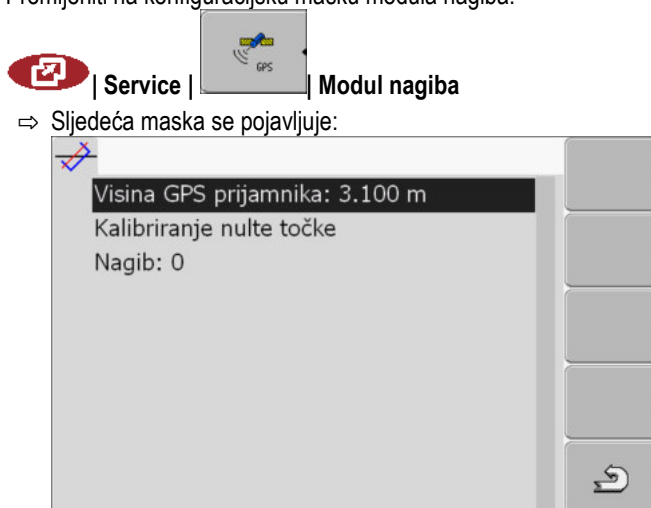 Promijeniti na konfiguracijsku masku modula nagiba:
GPS
| Service | | Modul nagiba
⇨ Sljedeća maska se pojavljuje:
Visina GPS prijamnika: 3.100 m
Kalibriranje nulte točke
Nagib: 0